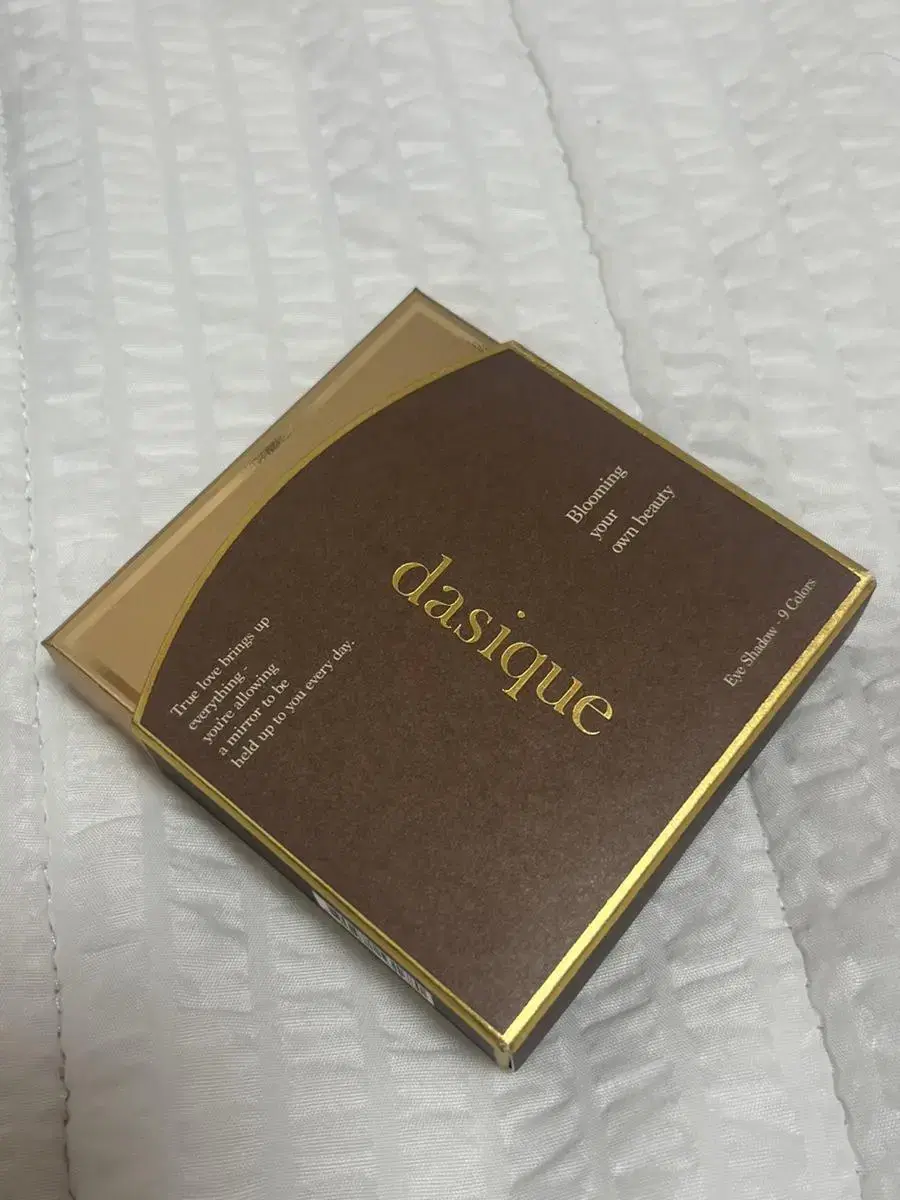 Blooming
your
own beauty
dasique
Eye Shadow - 9 Colors
True love brings up
everything -
you're allowing
a mirror to be
held up to you every day.